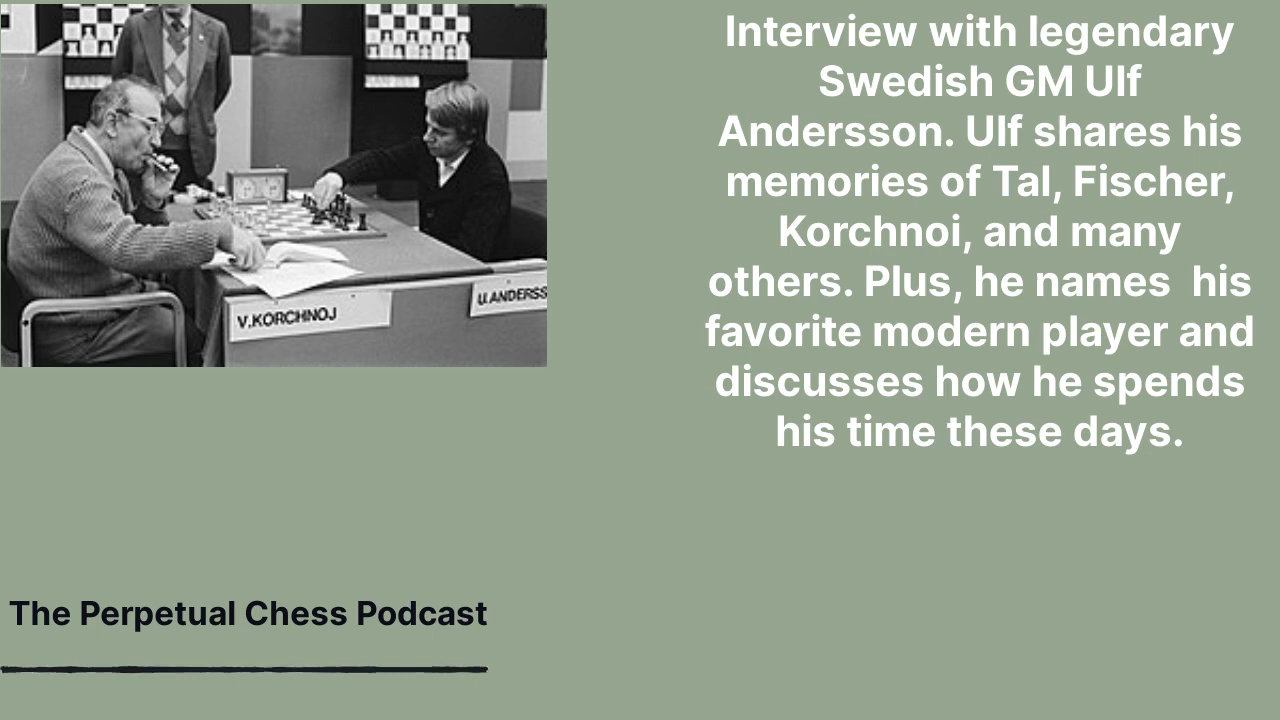 V.KORCHNOJ
U.ANDERSS
Interview with legendary
Swedish GM Ulf
Andersson. Ulf shares his
memories of Tal, Fischer,
Korchnoi, and many
others. Plus, he names  his
favorite modern player and
discusses how he spends
his time these days.
The Perpetual Chess Podcast